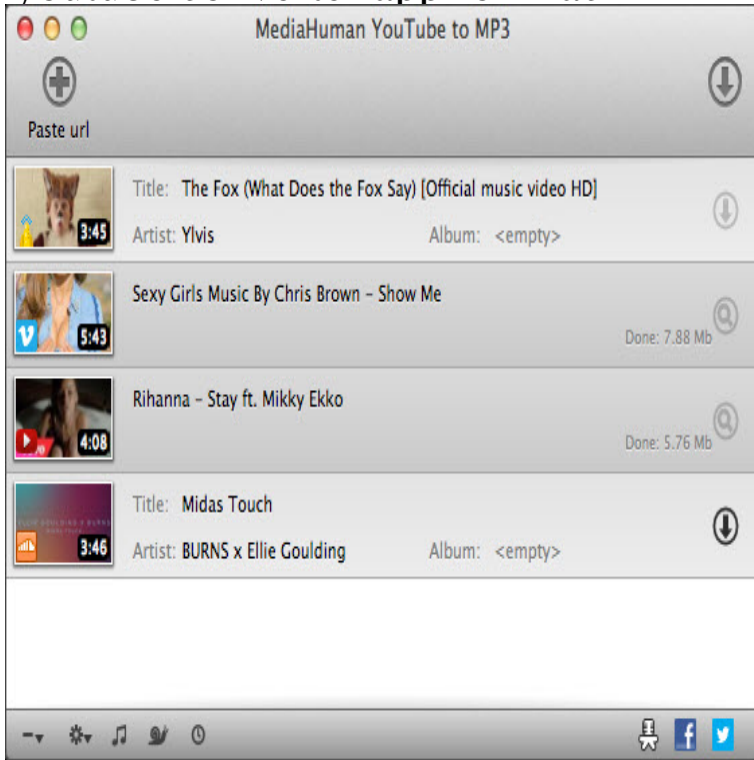 MediaHuman YouTube to MP3
Paste url
Title: The Fox (What Does the Fox Say) [Official music video HD]
3:45
Artist: Ylvis Album: <empty>
Sexy Girls Music By Chris Brown – Show Me
5:43
Done: 7.88 Mb
Rihanna – Stay ft. Mikky Ekko
4:08
Done: 5.76 Mb
Title: Midas Touch
3:46
Artist: BURNS x Ellie Goulding Album: <empty>